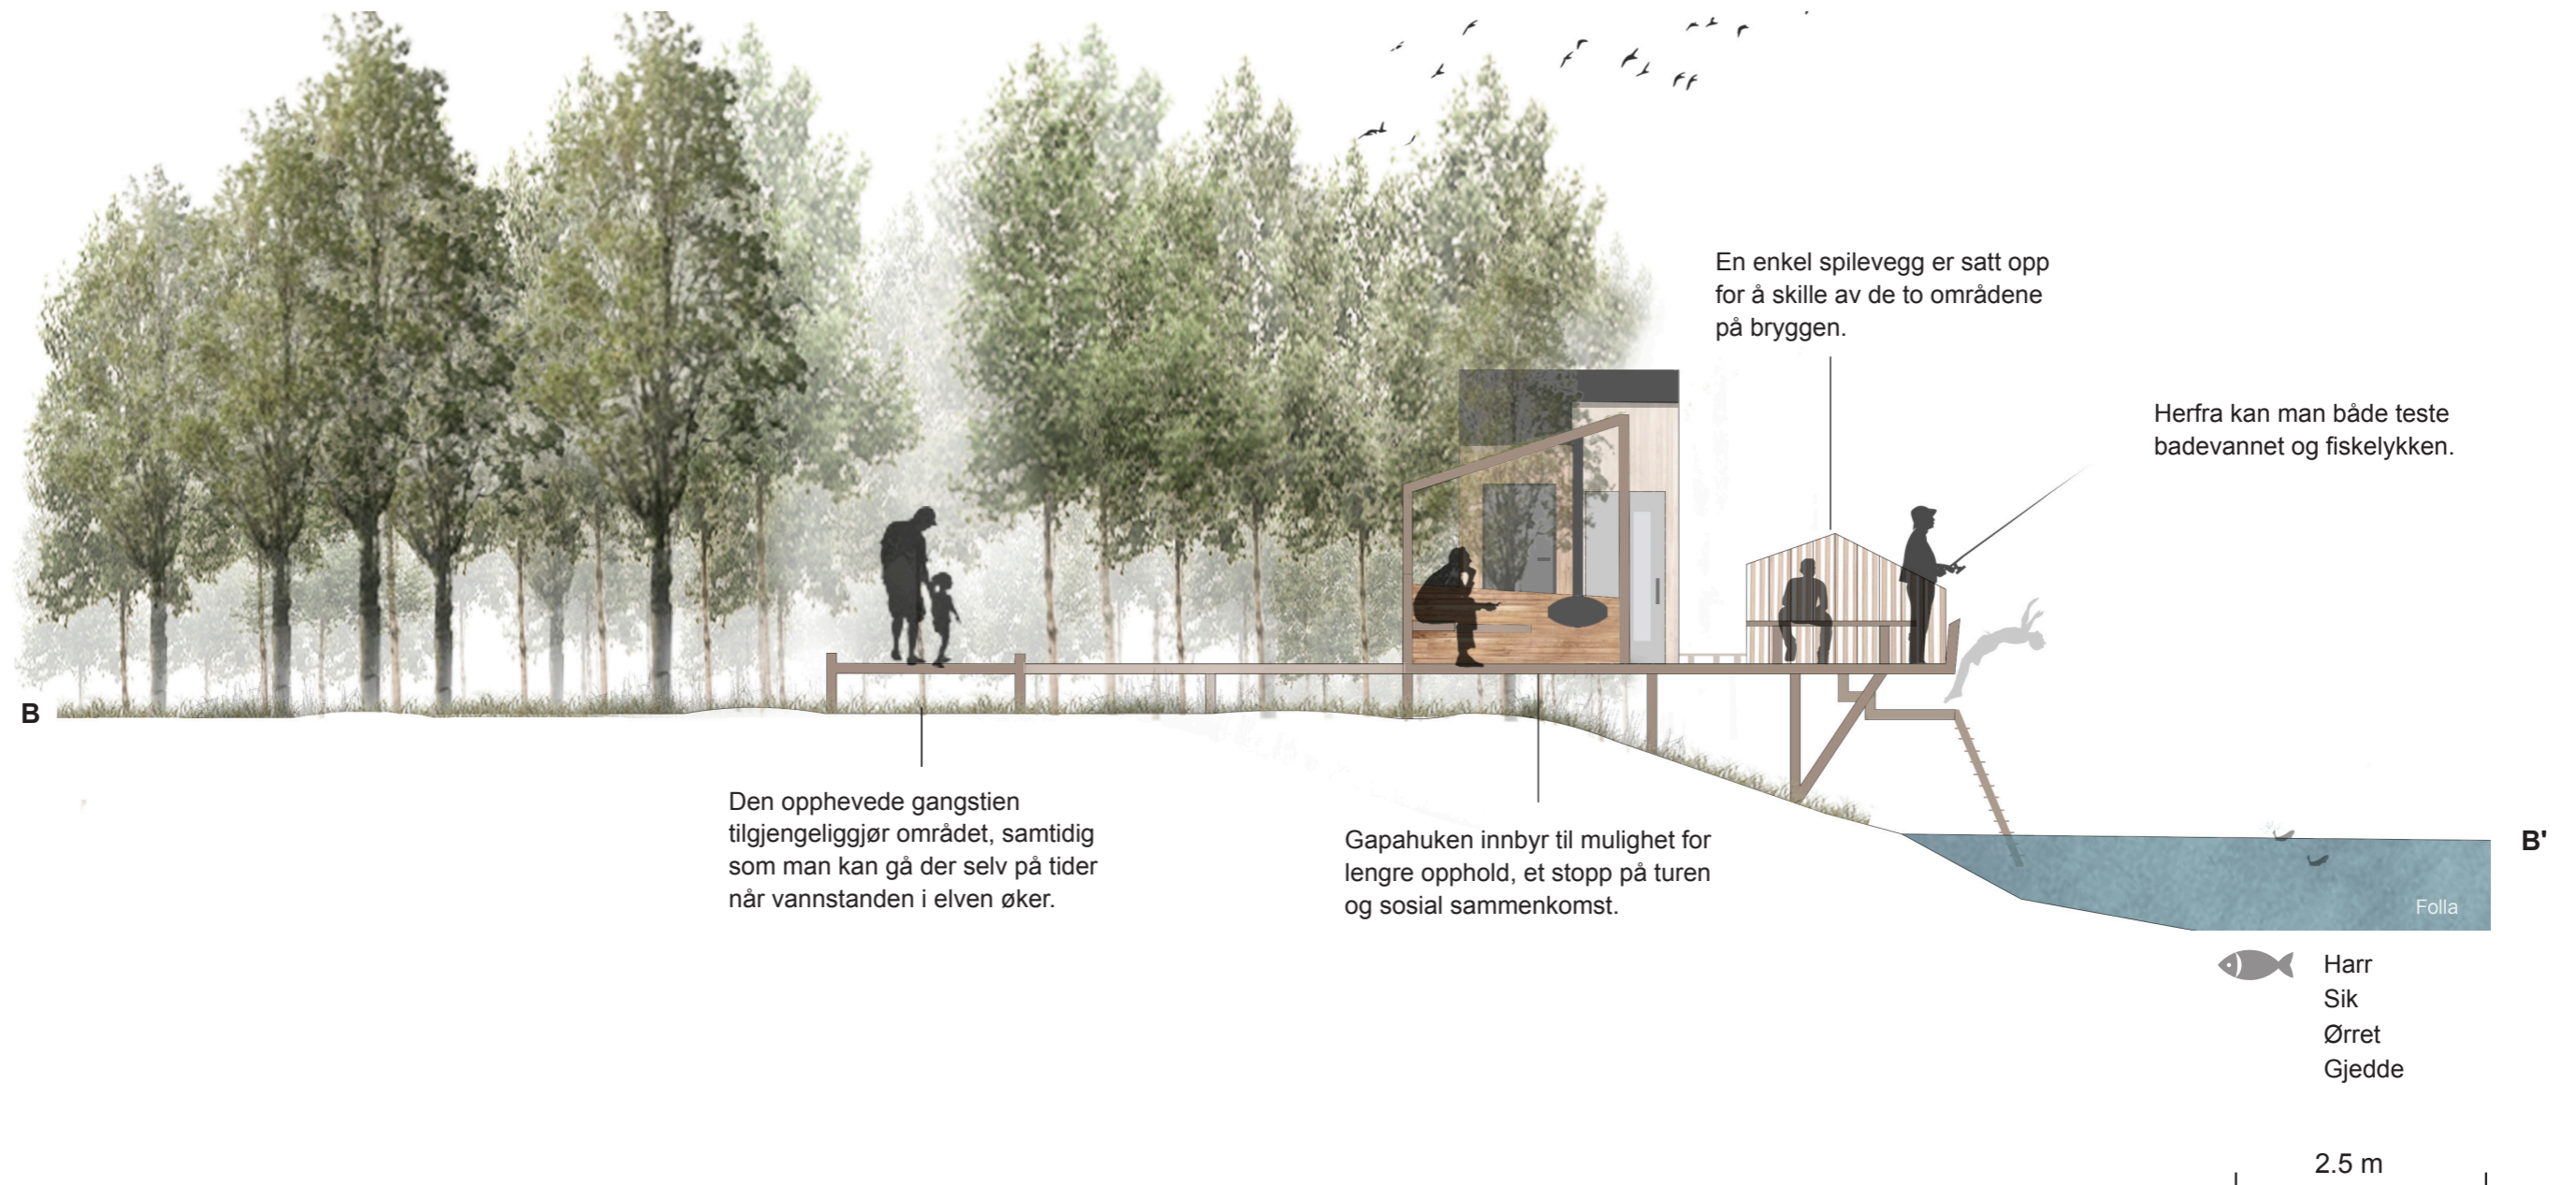 En enkel spilevegg er satt opp
for å skille av de to områdene
på bryggen.
Herfra kan man både teste
badevannet og fiskelykken.
B
B'
Den opphevede gangstien
tilgjengeliggjør området, samtidig
som man kan gå der selv på tider
når vannstanden i elven øker.
Gapahuken innbyr til mulighet for
lengre opphold, et stopp på turen
og sosial sammenkomst.
Folla
Harr
Sik
Ørret
Gjedde
2.5 m